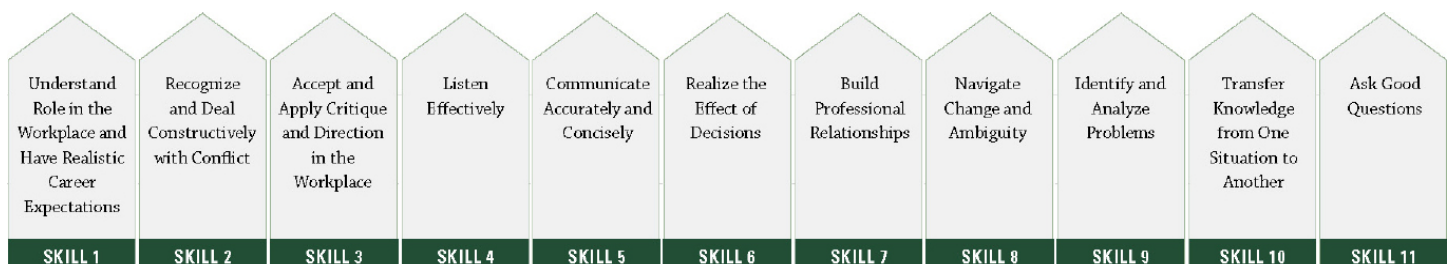 Understand
Role in the
Workplace and
Have Realistic
Career
Expectations
SKILL 1
Recognize
and Deal
Constructively
with Conflict
SKILL 2
Accept and
Apply Critique
and Direction
in the
Workplace
SKILL 3
Listen
Effectively
SKILL 4
Communicate
Accurately and
Concisely
SKILL 5
Realize the
Effect of
Decisions
SKILL 6
Build
Professional
Relationships
SKILL 7
Navigate
Change and
Ambiguity
SKILL 8
Identify and
Analyze
Problems
SKILL 9
Transfer
Knowledge
from One
Situation to
Another
SKILL 10
Ask Good
Questions
SKILL 11